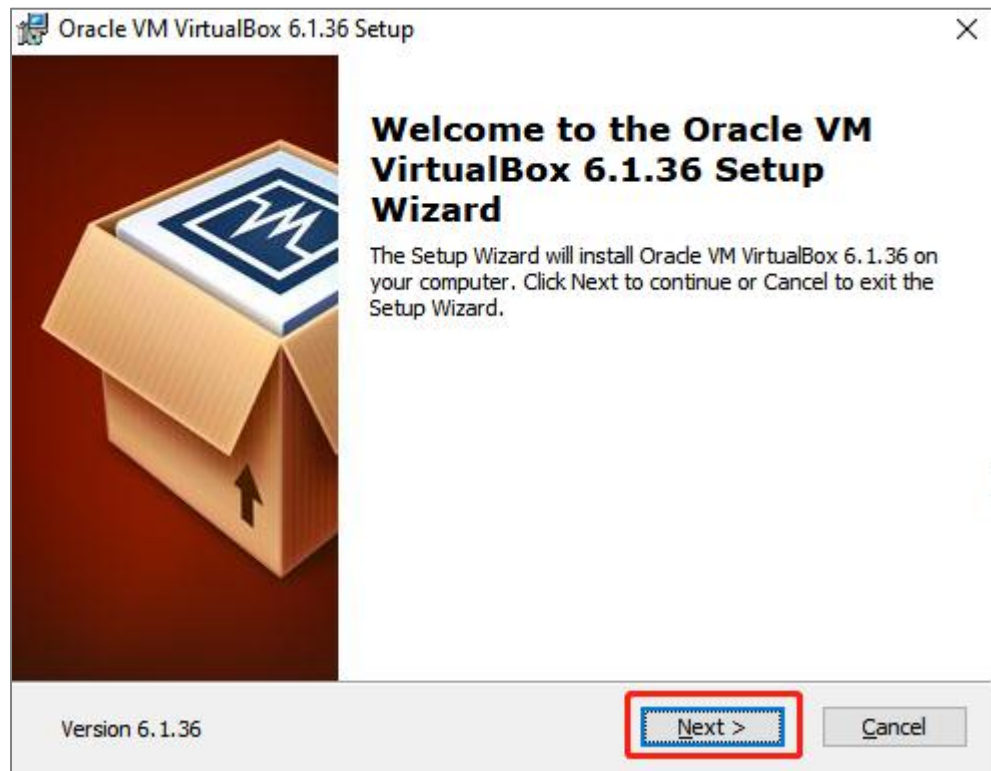 Oracle VM VirtualBox 6.1.36 Setup
Welcome to the Oracle VM
VirtualBox 6.1.36 Setup
Wizard
The Setup Wizard will install Oracle VM VirtualBox 6.1.36 on
your computer. Click Next to continue or Cancel to exit the
Setup Wizard.
Version 6.1.36
Next >
Cancel